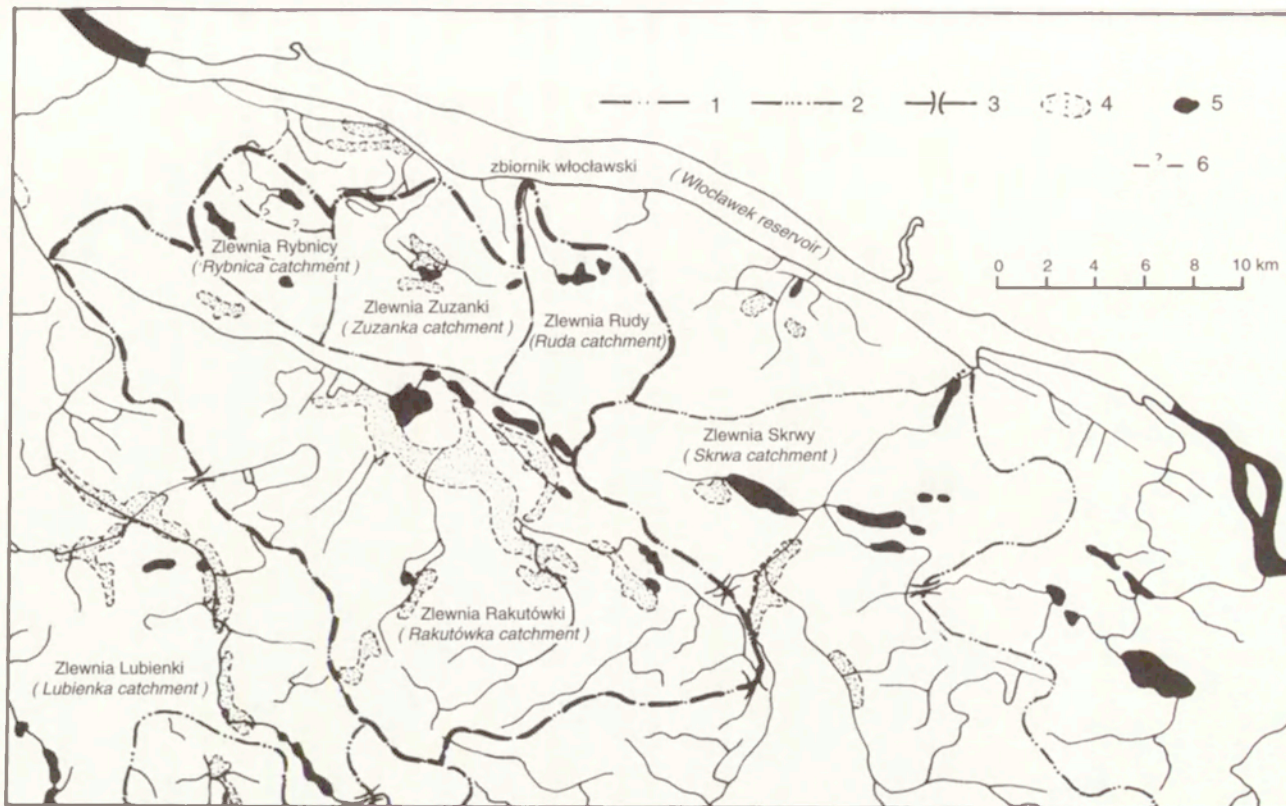 1
2
3
4
5
zbiornik włocławski
( Włocławek reservoir)
? 6
? ?
Zlewnia Rybnicy
( Rybnica catchment )
0 2 4 6 8 10 km
Zlewnia Zuzanki
( Zuzanka catchment )
Zlewnia Rudy
(Ruda catchment)
Zlewnia Skrwy
( Skrwa catchment )
Zlewnia Rakutówki
( Rakutówka catchment )
Zlewnia Lubienki
( Lubienka catchment )